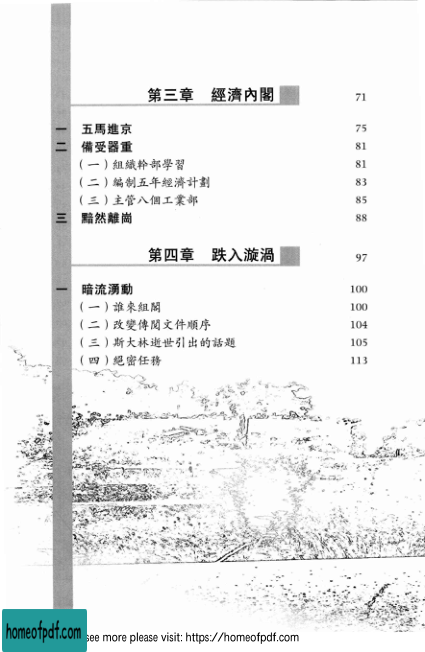 第三章 經濟內閣 71
一 五馬進京 75
二 備受器重 81
（一）組織幹部學習 81
（二）編制五年經濟計劃 83
（三）主管八個工業部 85
三 黯然離崗 88
第四章 跌入漩渦 97
一 暗流湧動 100
（一）誰來組閣 100
（二）改變傳閱文件順序 104
（三）斯大林逝世引出的話題 105
（四）絕密任務 113
homeofpdf.com see more please visit: https://homeofpdf.com